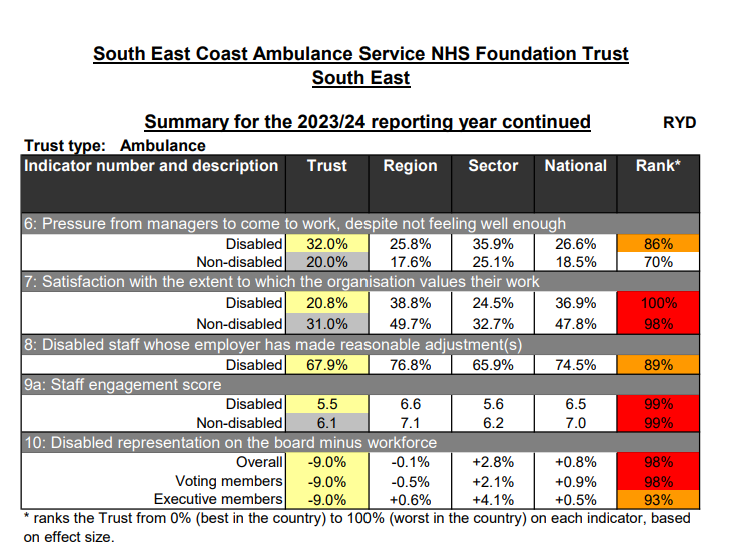 South East Coast Ambulance Service NHS Foundation Trust
South East
Summary for the 2023/24 reporting year continued RYD
Trust type: Ambulance
Indicator number and description Trust Region Sector National Rank*
6: Pressure from managers to come to work, despite not feeling well enough
Disabled 32.0% 25.8% 35.9% 26.6% 86%
Non-disabled 20.0% 17.6% 25.1% 18.5% 70%
7: Satisfaction with the extent to which the organisation values their work
Disabled 20.8% 38.8% 24.5% 36.9% 100%
Non-disabled 31.0% 49.7% 32.7% 47.8% 98%
8: Disabled staff whose employer has made reasonable adjustment(s)
Disabled 67.9% 76.8% 65.9% 74.5% 89%
9a: Staff engagement score
Disabled 5.5 6.6 5.6 6.5 99%
Non-disabled 6.1 7.1 6.2 7.0 99%
10: Disabled representation on the board minus workforce
Overall -9.0% -0.1% +2.8% +0.8% 98%
Voting members -9.0% -0.5% +2.1% +0.9% 98%
Executive members -9.0% +0.6% +4.1% +0.5% 93%
* ranks the Trust from 0% (best in the country) to 100% (worst in the country) on each indicator, based
on effect size.